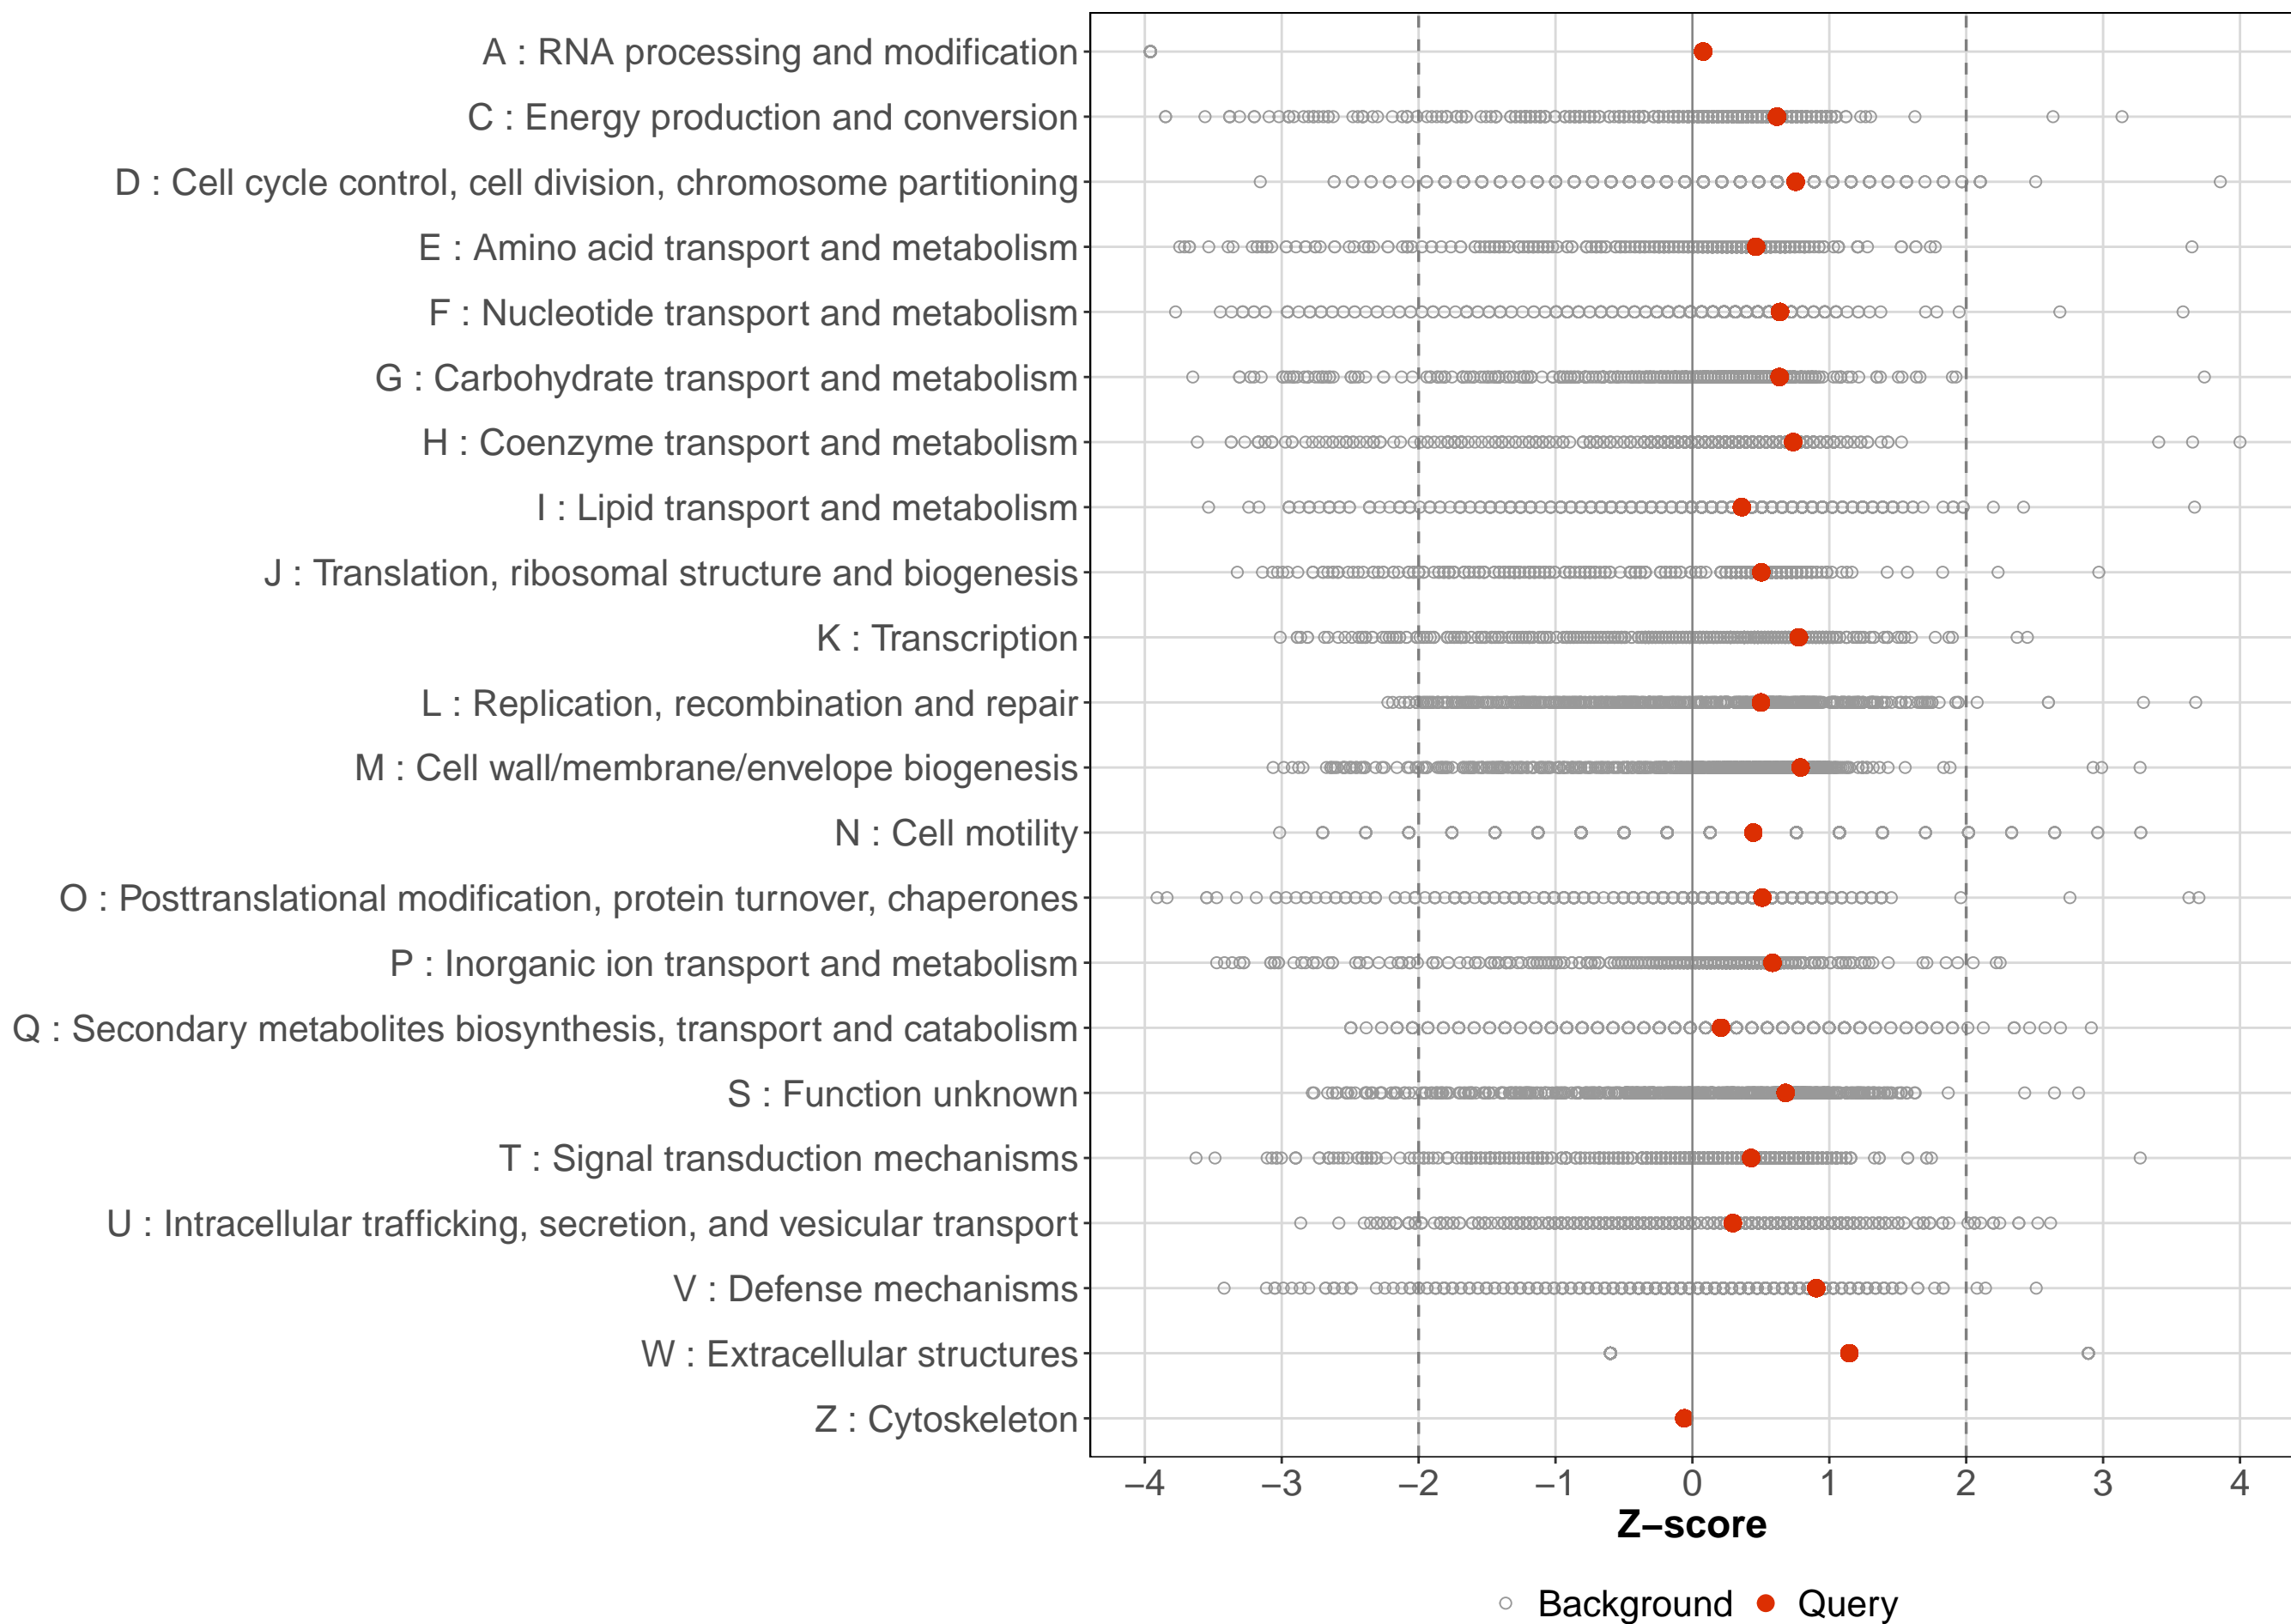 A : RNA processing and modification
C : Energy production and conversion
D : Cell cycle control, cell division, chromosome partitioning
E : Amino acid transport and metabolism
F : Nucleotide transport and metabolism
G : Carbohydrate transport and metabolism
H : Coenzyme transport and metabolism
I : Lipid transport and metabolism
J : Translation, ribosomal structure and biogenesis
K : Transcription
L : Replication, recombination and repair
M : Cell wall/membrane/envelope biogenesis
N : Cell motility
O : Posttranslational modification, protein turnover, chaperones
P : Inorganic ion transport and metabolism
Q : Secondary metabolites biosynthesis, transport and catabolism
S : Function unknown
T : Signal transduction mechanisms
U : Intracellular trafficking, secretion, and vesicular transport
V : Defense mechanisms
W : Extracellular structures
Z : Cytoskeleton
−4 −3 −2 −1 0 1 2 3 4
Z−score
Background Query